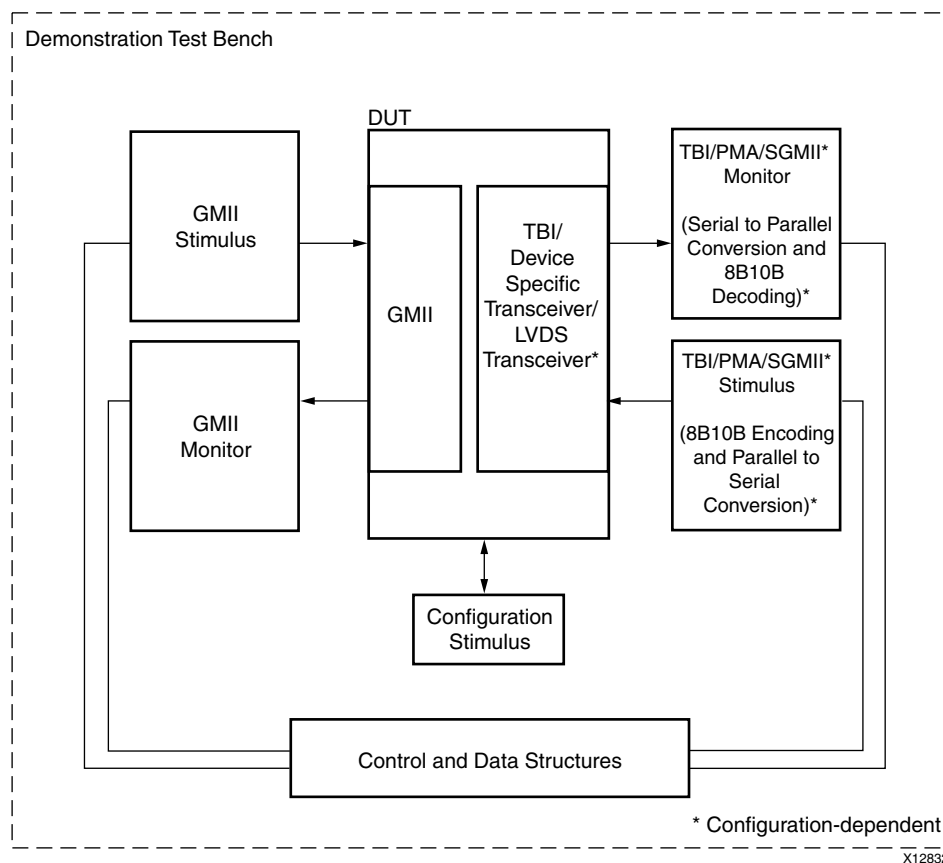 Demonstration Test Bench
DUT
GMII
Stimulus
GMII
Monitor
GMII
TBI/
Device
Specific
Transceiver/
LVDS
Transceiver*
TBI/PMA/SGMII*
Monitor
(Serial to Parallel
Conversion and
8B10B
Decoding)*
TBI/PMA/SGMII*
Stimulus
(8B10B Encoding
and Parallel to
Serial
Conversion)*
Configuration
Stimulus
Control and Data Structures
* Configuration-dependent